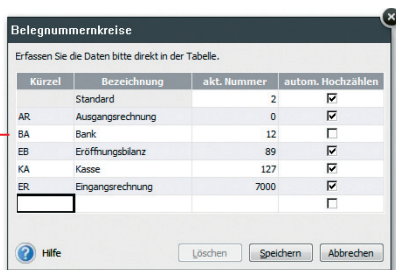 Belegnummernkreise
Erfassen Sie die Daten bitte direkt in der Tabelle.
Kürzel Bezeichnung akt. Nummer autom. Hochzählen
Standard 2
AR Ausgangsrechnung 0
BA Bank 12
EB Eröffnungsbilanz 89
KA Kasse 127
ER Eingangsrechnung 7000
? Hilfe Löschen Speichern Abbrechen